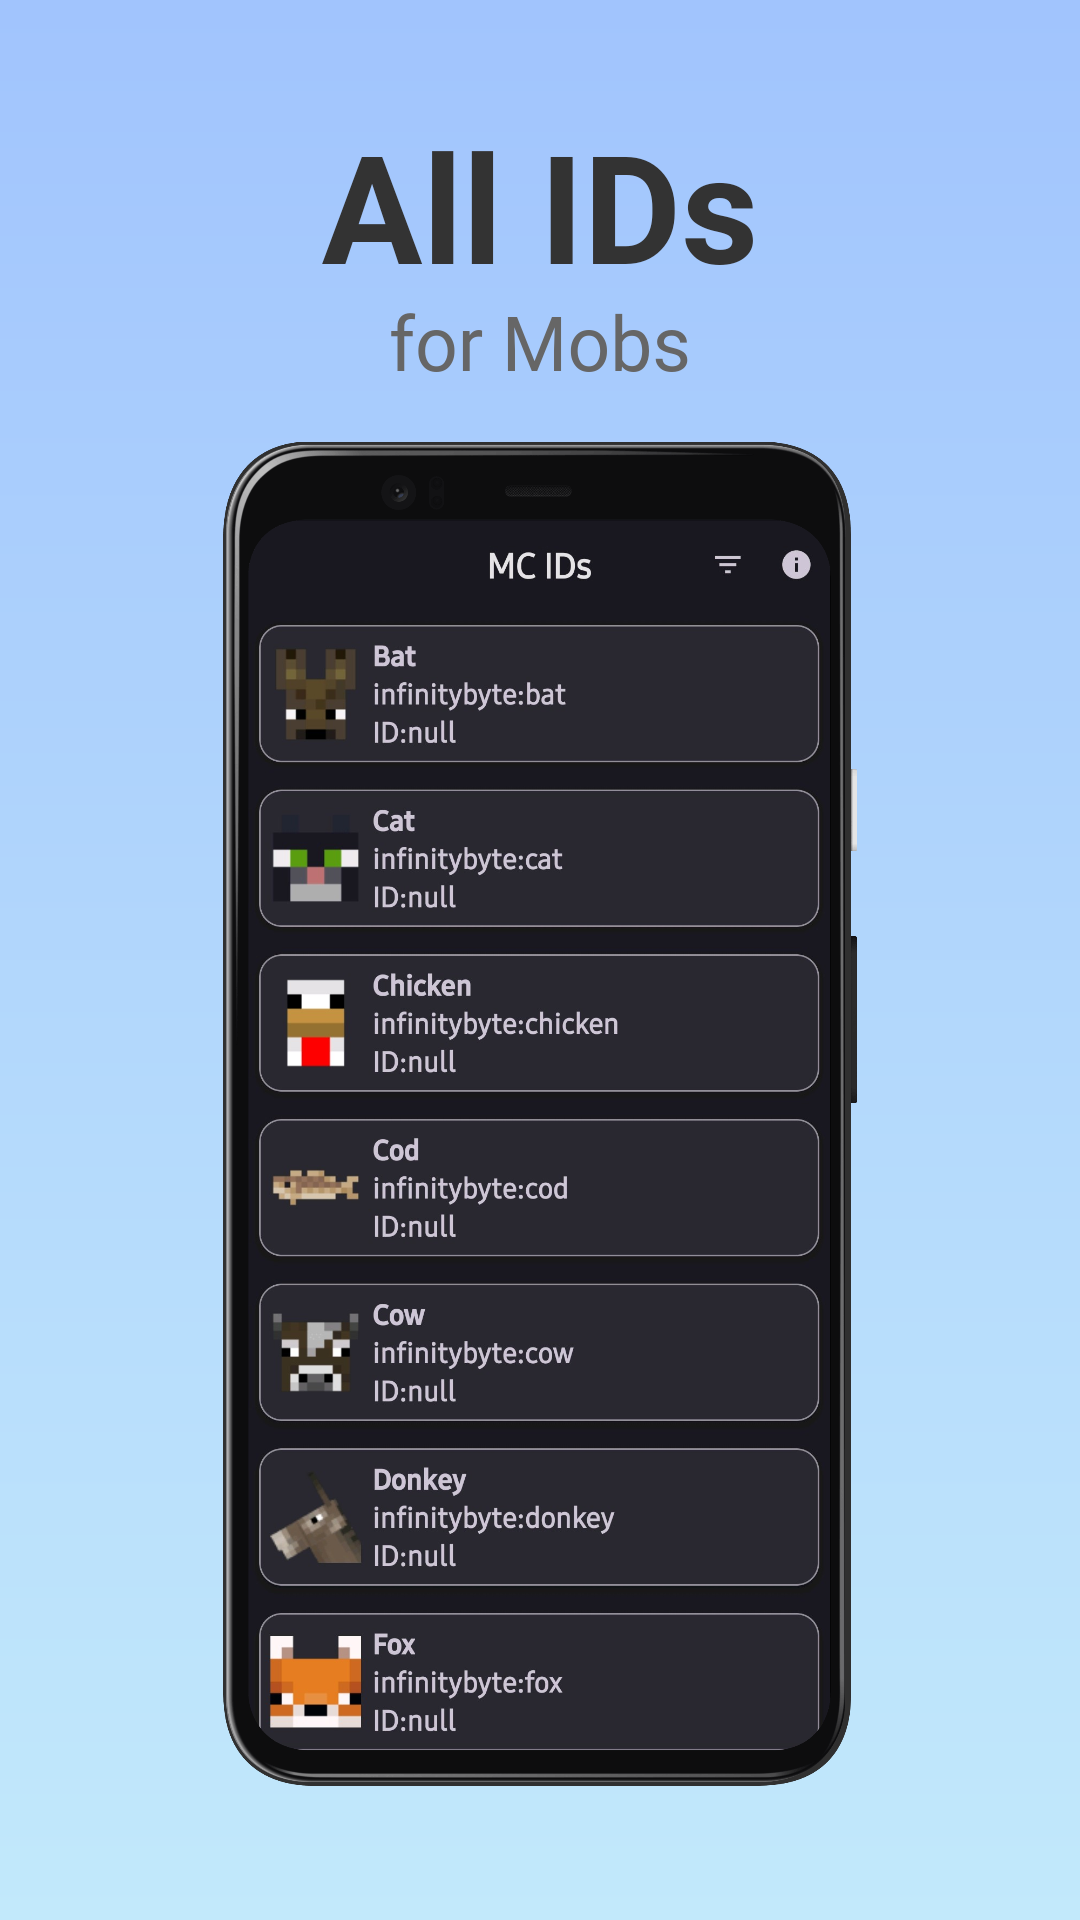 All IDs
for Mobs
MC IDs
Bat
infinitybyte:bat
ID:null
Cat
infinitybyte:cat
ID:null
Chicken
infinitybyte:chicken
ID:null
Cod
infinitybyte:cod
ID:null
Cow
infinitybyte:cow
ID:null
Donkey
infinitybyte:donkey
ID:null
Fox
infinitybyte:fox
ID:null